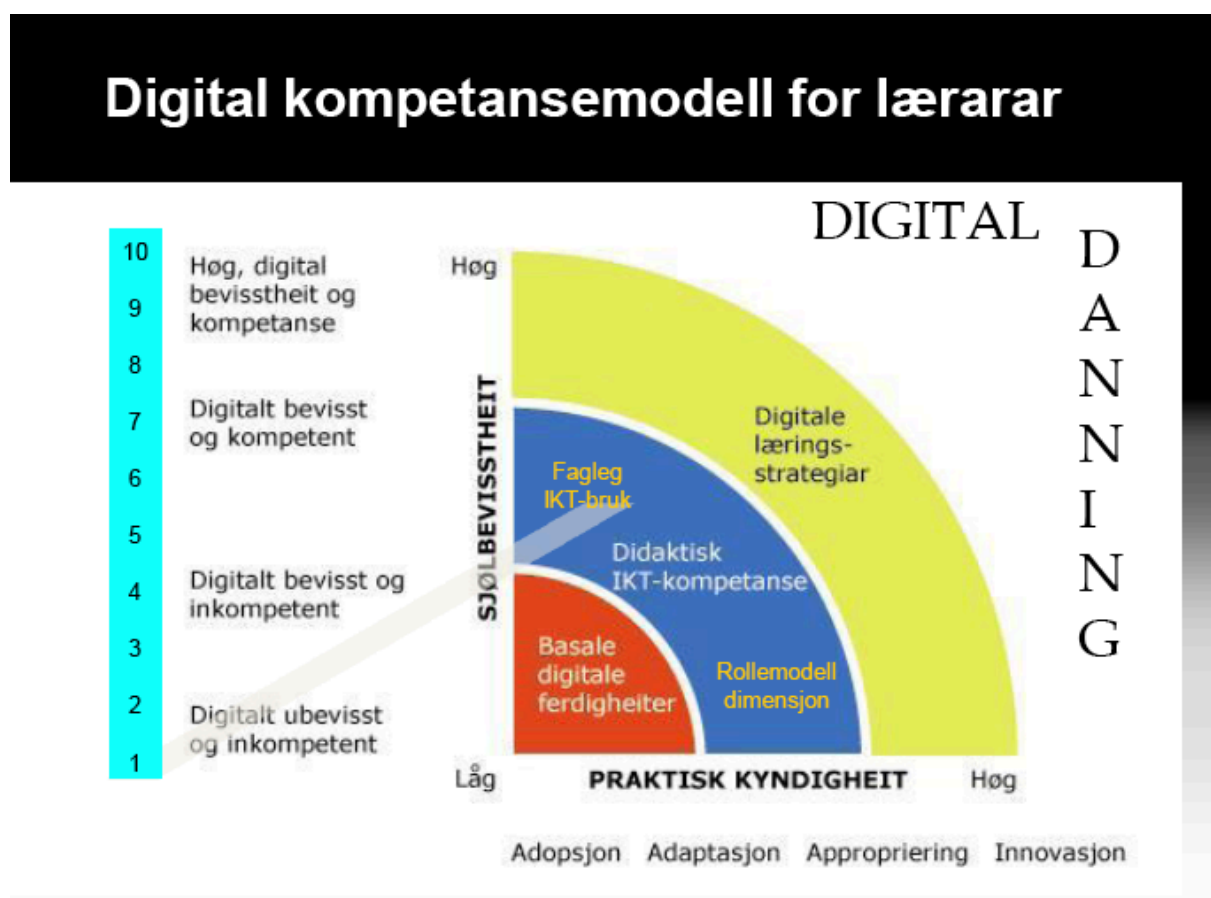 Digital kompetansemodell for lærarar
DIGITAL
DANNING
10
9
8
7
6
5
4
3
2
1
Høg, digital
bevisstheit og
kompetanse
Digitalt bevisst
og kompetent
Digitalt bevisst og
inkompetent
Digitalt ubevisst
og inkompetent
Høg
SJØLBEVISSTHEIT
Låg
Digitale
lærings-
strategiar
Fagleg
IKT-bruk
Didaktisk
IKT-kompetanse
Basale
digitale
ferdigheiter
Rollemodell
dimensjon
PRAKTISK KYNDIGHEIT
Høg
Adopsjon Adaptasjon Appropriering Innovasjon